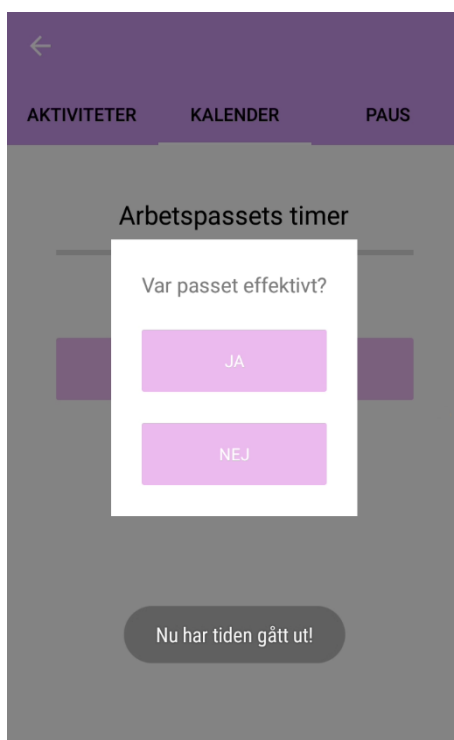 AKTIVITETER KALENDER PAUS
Arbetspassets timer
Var passet effektivt?
JA
NEJ
Nu har tiden gått ut!